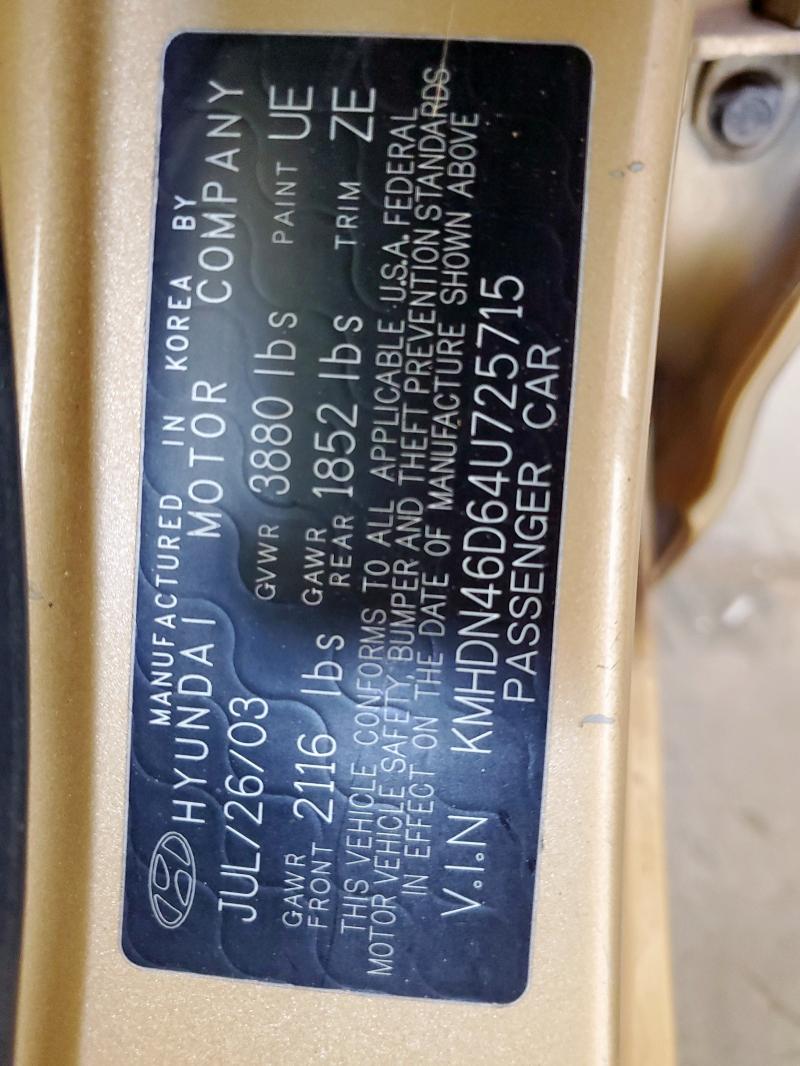 MANUFACTURED IN KOREA BY
HYUNDAI MOTOR COMPANY
JUL/26/03 GVWR 3880 lbs PAINT UE
GAWR FRONT 2116 lbs GAWR REAR 1852 lbs TRIM ZE
THIS VEHICLE CONFORMS TO ALL APPLICABLE U.S.A. FEDERAL
MOTOR VEHICLE SAFETY, BUMPER AND THEFT PREVENTION STANDARDS
IN EFFECT ON THE DATE OF MANUFACTURE SHOWN ABOVE
V.I.N KMHDN46D64U725715
PASSENGER CAR